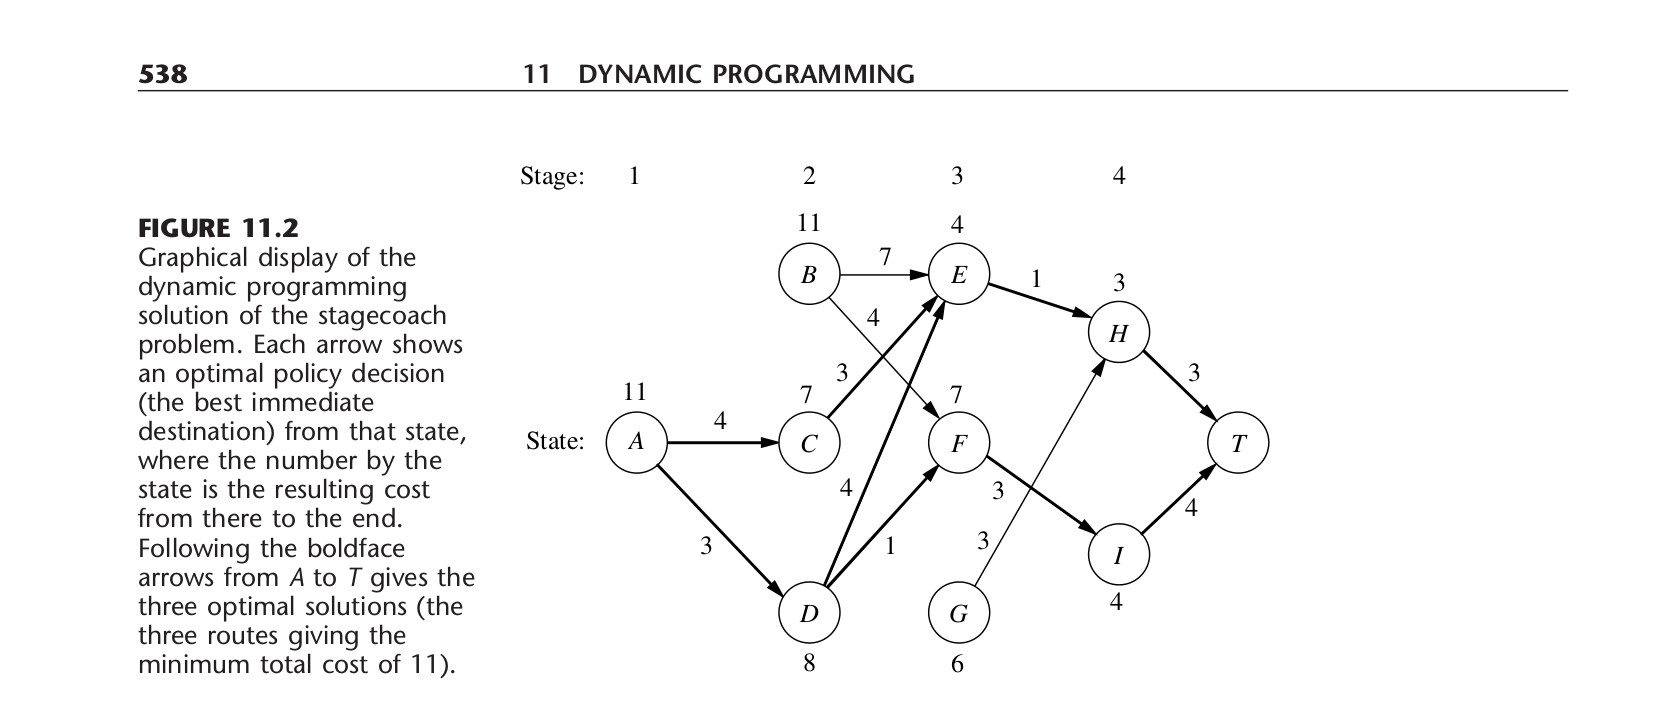 538
11 DYNAMIC PROGRAMMING
Stage: 1 2 3 4
FIGURE 11.2
Graphical display of the
dynamic programming
solution of the stagecoach
problem. Each arrow shows
an optimal policy decision
(the best immediate
destination) from that state,
where the number by the
state is the resulting cost
from there to the end.
Following the boldface
arrows from A to T gives the
three optimal solutions (the
three routes giving the
minimum total cost of 11).
11 4
B 7 E 1 3
4 H
3 3
11 7 7
State: A 4 C F T
4 3 4
3 1 3 I
D G 4
8 6